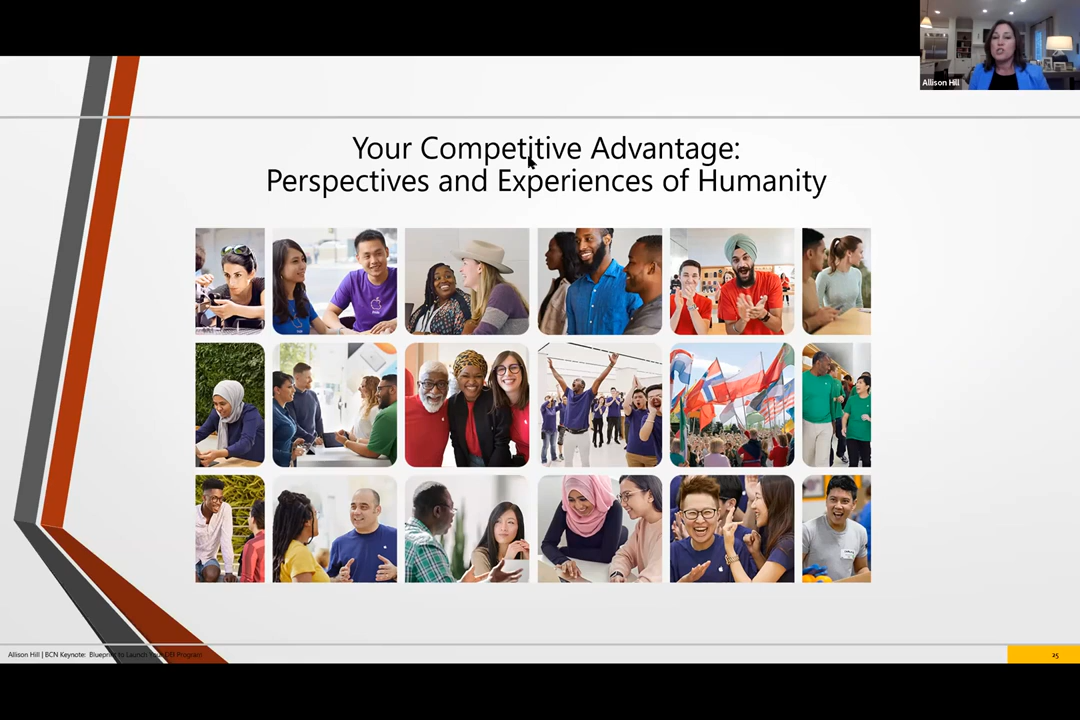 Allison Hill
Your Competitive Advantage:
Perspectives and Experiences of Humanity
Allison Hill | BCN Keynote: Blueprint to Launch Your DEI Program
25